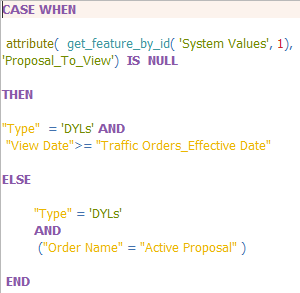 CASE WHEN
attribute(  get_feature_by_id( 'System Values', 1),
'Proposal_To_View')  IS  NULL
THEN
"Type"  = 'DYLs' AND
"View Date">= "Traffic Orders_Effective Date"
ELSE
"Type" = 'DYLs'
AND
("Order Name" = "Active Proposal" )
END